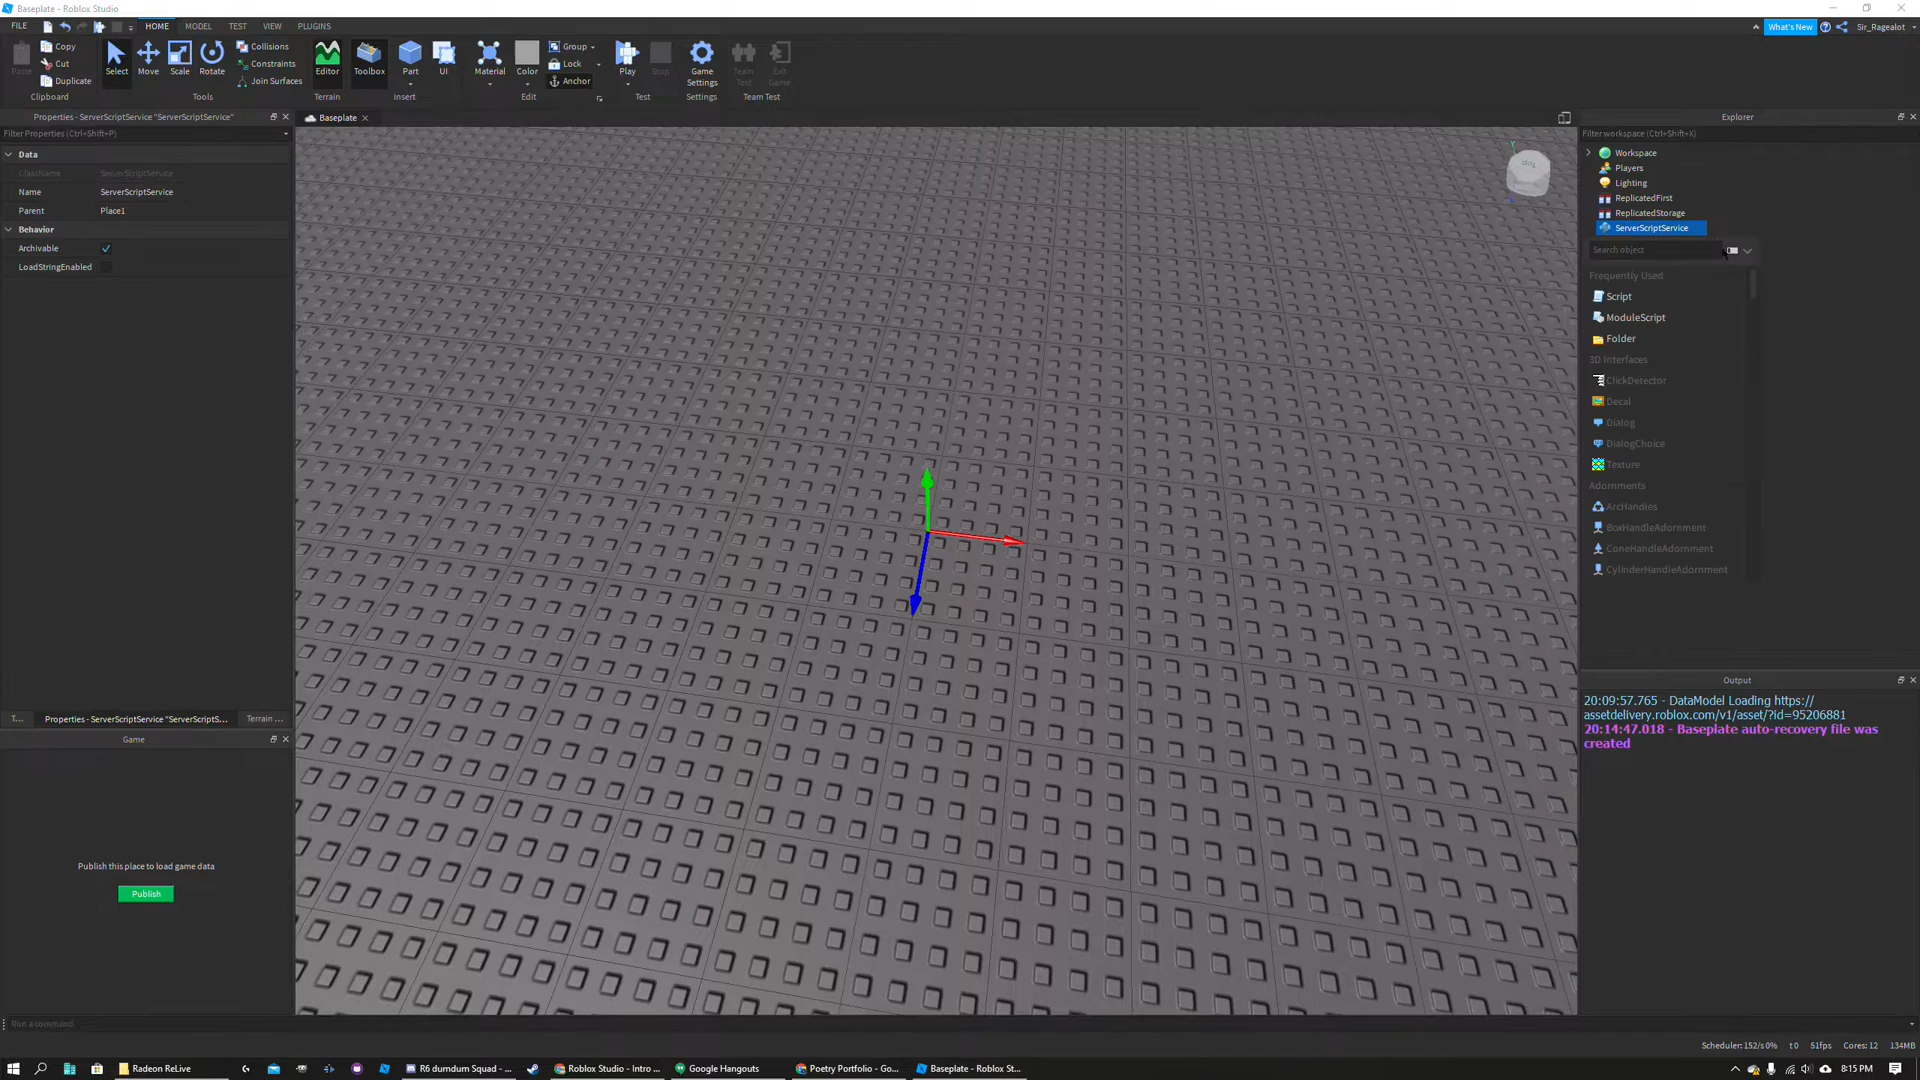 Baseplate - Roblox Studio
FILE HOME MODEL TEST VIEW PLUGINS
What's New Sir_Ragealot
Paste Copy Cut Duplicate
Select Move Scale Rotate
Collisions Constraints Join Surfaces
Editor Toolbox Part UI Material Color
Group Lock Anchor
Play Stop Game Settings Team Test Exit Game
Clipboard Tools Terrain Insert Edit Test Settings Team Test
Properties - ServerScriptService "ServerScriptService"
Filter Properties (Ctrl+Shift+P)
Data
ClassName ServerScriptService
Name ServerScriptService
Parent Place1
Behavior
Archivable
LoadStringEnabled
T... Properties - ServerScriptService "ServerScriptS... Terrain ...
Game
Publish this place to load game data
Publish
Baseplate
Top
Y
Explorer
Filter workspace (Ctrl+Shift+X)
Workspace
Players
Lighting
ReplicatedFirst
ReplicatedStorage
ServerScriptService
Search object
Frequently Used
Script
ModuleScript
Folder
3D Interfaces
ClickDetector
Decal
Dialog
DialogChoice
Texture
Adornments
ArcHandles
BoxHandleAdornment
ConeHandleAdornment
CylinderHandleAdornment
Output
20:09:57.765 - DataModel Loading https://
assetdelivery.roblox.com/v1/asset/?id=95206881
20:14:47.018 - Baseplate auto-recovery file was
created
Run a command
Scheduler: 152/s 0% t 0 51fps Cores: 12 134MB
Radeon ReLive R6 dumdum Squad - ... Roblox Studio - Intro ... Google Hangouts Poetry Portfolio - Go... Baseplate - Roblox St... 8:15 PM